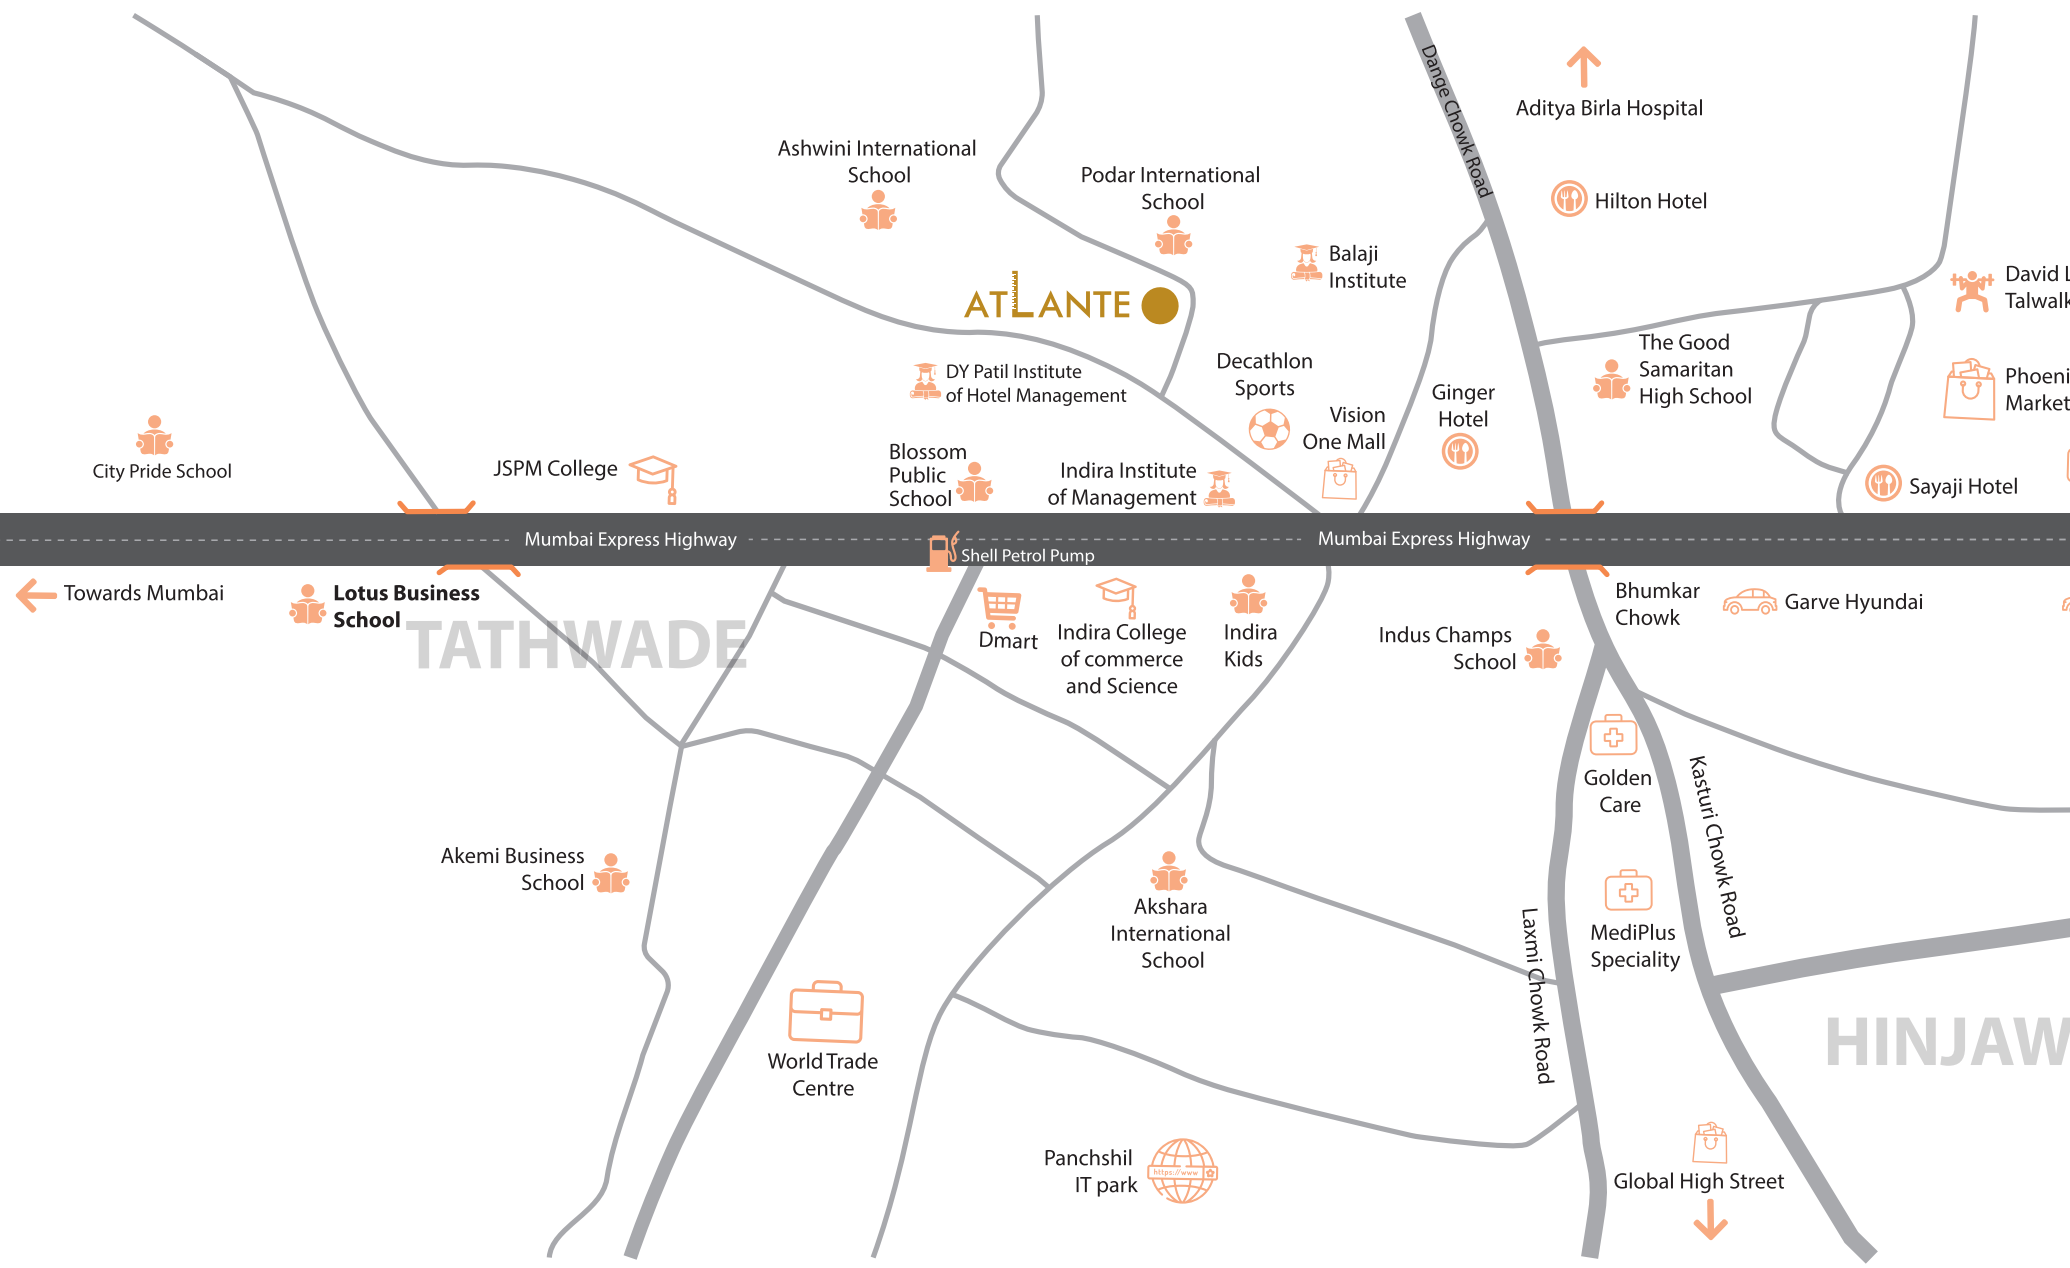 Dange Chowk Road
Aditya Birla Hospital
Ashwini International
School
Podar International
School
Hilton Hotel
Balaji
Institute
ATLANTE
David L
Talwalk
The Good
Samaritan
High School
Decathlon
Sports
DY Patil Institute
of Hotel Management
Ginger
Hotel
Phoeni
Market
Vision
One Mall
City Pride School
JSPM College
Blossom
Public
School
Indira Institute
of Management
Sayaji Hotel
Mumbai Express Highway
Mumbai Express Highway
Shell Petrol Pump
Towards Mumbai
Lotus Business
School
TATHWADE
Dmart
Indira College
of commerce
and Science
Indira
Kids
Indus Champs
School
Bhumkar
Chowk
Garve Hyundai
Golden
Care
Kasturi Chowk Road
Akemi Business
School
Akshara
International
School
Laxmi Chowk Road
MediPlus
Speciality
HINJAW
World Trade
Centre
Panchshil
IT park
https://www
Global High Street